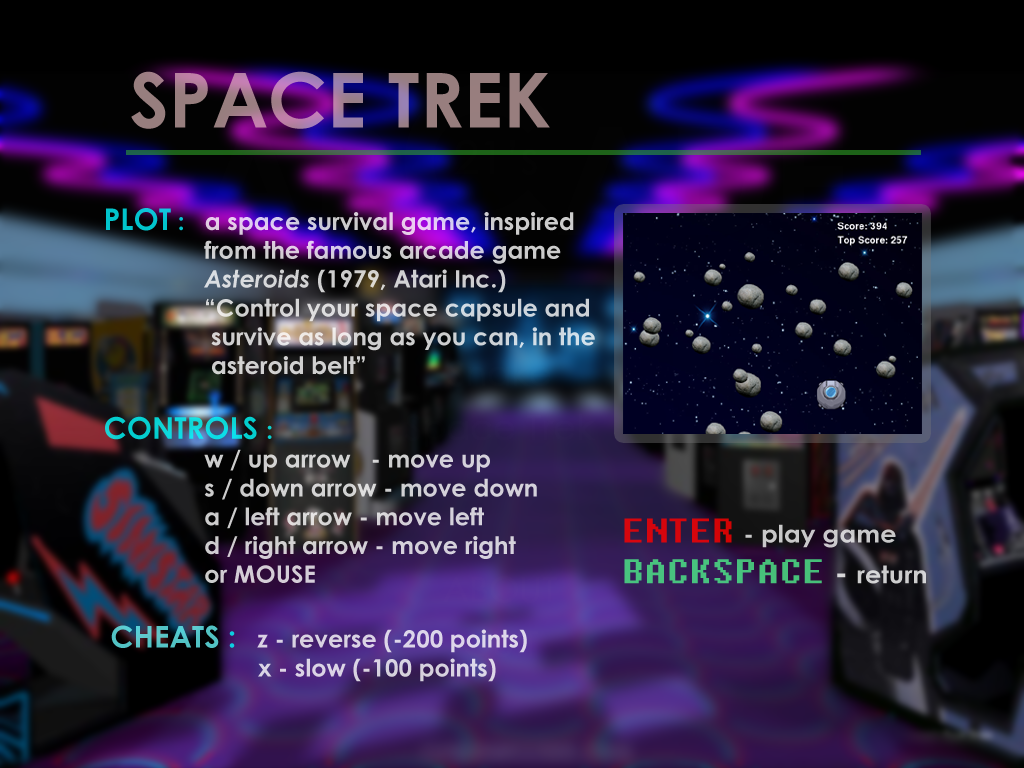 SPACE TREK
PLOT : a space survival game, inspired
from the famous arcade game
Asteroids (1979, Atari Inc.)
“Control your space capsule and
survive as long as you can, in the
asteroid belt”
Score: 394
Top Score: 257
CONTROLS :
w / up arrow - move up
s / down arrow - move down
a / left arrow - move left
d / right arrow - move right
or MOUSE
ENTER - play game
BACKSPACE - return
CHEATS : z - reverse (-200 points)
x - slow (-100 points)